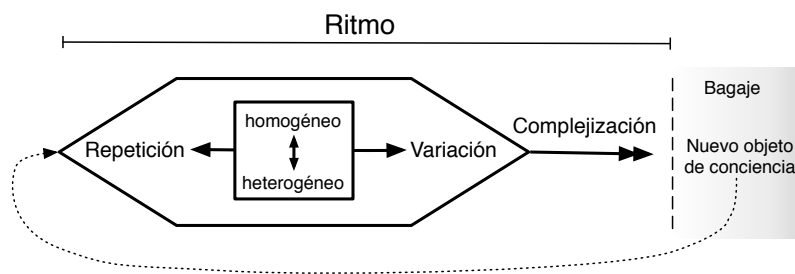 Ritmo
Bagaje
homogéneo
Complejización
Repetición
Variación
Nuevo objeto
de conciencia
heterogéneo